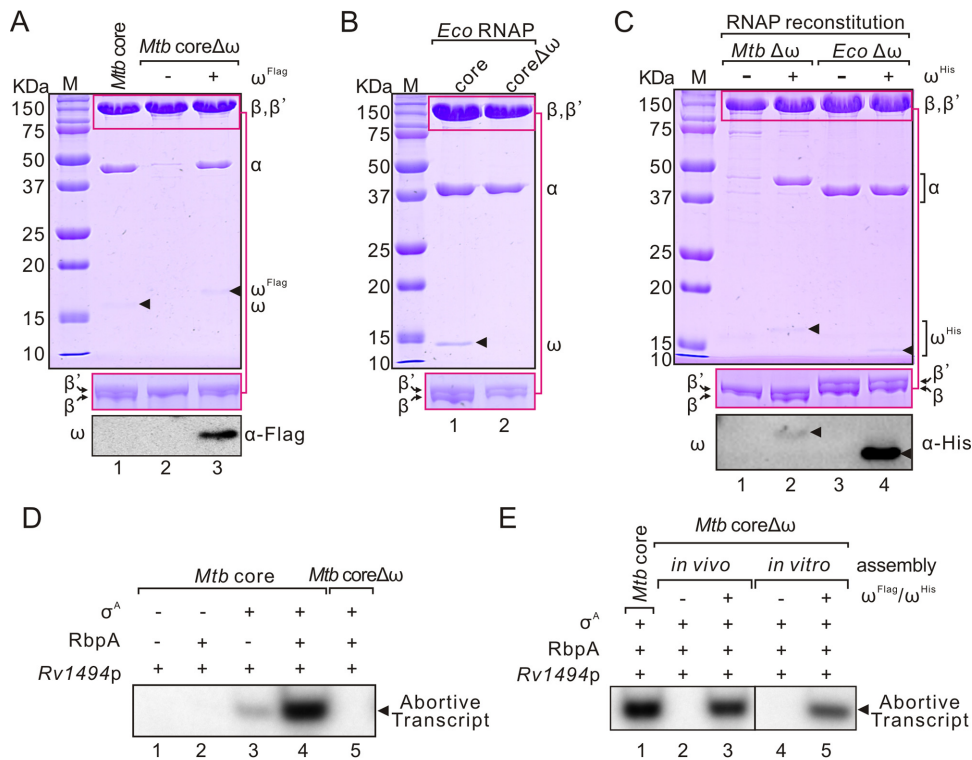 A
Mtb core
Mtb coreΔω
KDa M - + ω^Flag
150
75
50
37
25
20
15
10
β,β’
α
ω^Flag
ω
β’
β
ω
α-Flag
1 2 3
B
Eco RNAP
KDa M core coreΔω
150
75
50
37
25
20
15
10
β,β’
α
ω
β’
β
1 2
C
RNAP reconstitution
Mtb Δω Eco Δω
KDa M - + - + ω^His
150
75
50
37
25
20
15
10
β,β’
α
ω^His
β’
β
β’
β
ω
α-His
1 2 3 4
D
Mtb core Mtb coreΔω
σ^A - - + + +
RbpA - + - + +
Rv1494p + + + + +
Abortive
Transcript
1 2 3 4 5
E
Mtb core
Mtb coreΔω
in vivo in vitro assembly
- + - + ω^Flag/ω^His
σ^A + + + + +
RbpA + + + + +
Rv1494p + + + + +
Abortive
Transcript
1 2 3 4 5